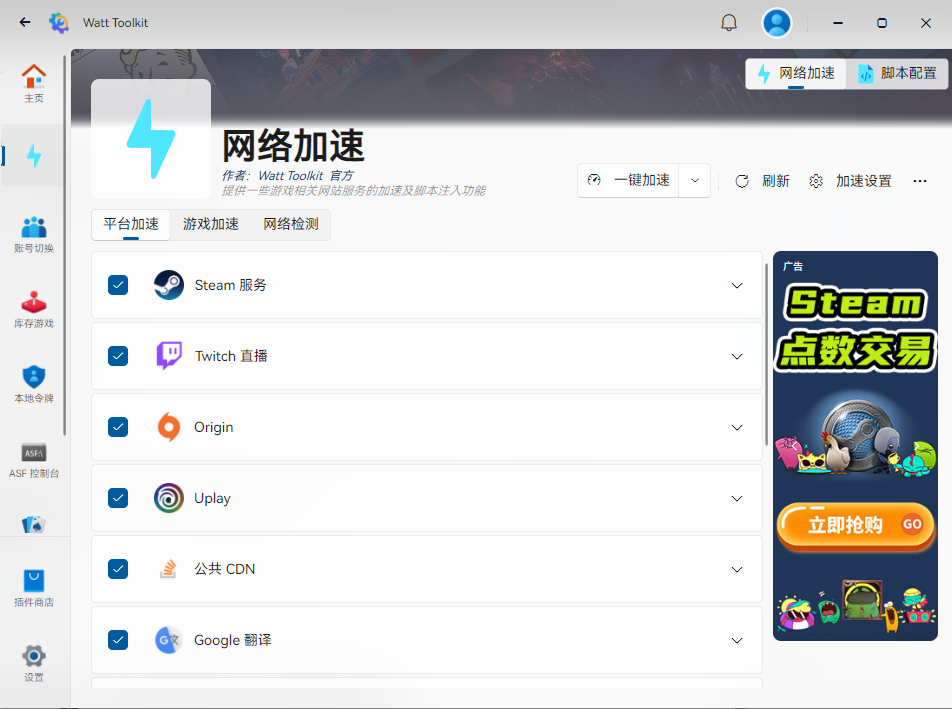 Watt Toolkit
主页
账号切换
库存游戏
本地令牌
ASF
ASF 控制台
插件商店
设置
网络加速
脚本配置
网络加速
作者: Watt Toolkit 官方
提供一些游戏相关网站服务的加速及脚本注入功能
一键加速
刷新
加速设置
平台加速
游戏加速
网络检测
Steam 服务
Twitch 直播
Origin
Uplay
公共 CDN
Google 翻译
广告
Steam
点数交易
立即抢购 GO